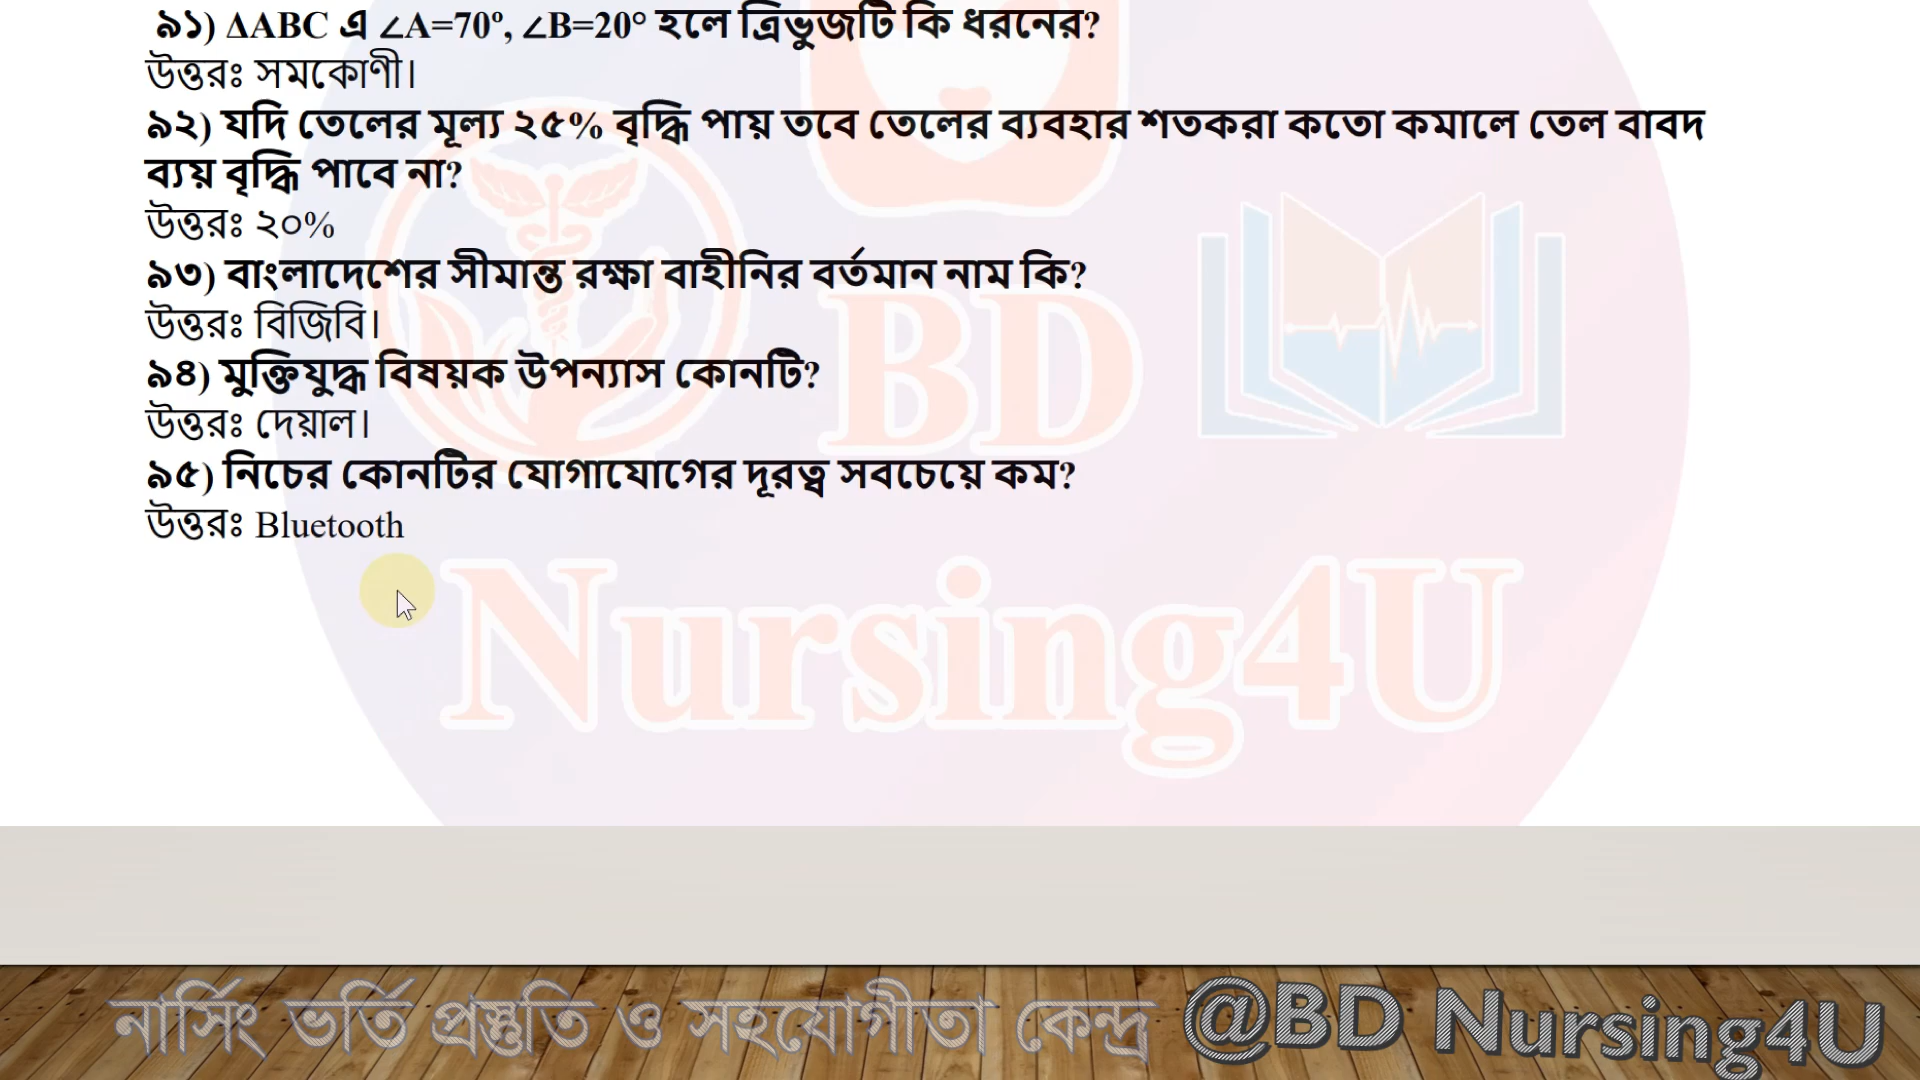 ৯১) ΔABC এ ∠A=70º, ∠B=20° হলে ত্রিভুজটি কি ধরনের?
উত্তরঃ সমকোণী।
৯২) যদি তেলের মূল্য ২৫% বৃদ্ধি পায় তবে তেলের ব্যবহার শতকরা কতো কমালে তেল বাবদ
ব্যয় বৃদ্ধি পাবে না?
উত্তরঃ ২০%
৯৩) বাংলাদেশের সীমান্ত রক্ষা বাহীনির বর্তমান নাম কি?
উত্তরঃ বিজিবি।
৯৪) মুক্তিযুদ্ধ বিষয়ক উপন্যাস কোনটি?
উত্তরঃ দেয়াল।
৯৫) নিচের কোনটির যোগাযোগের দূরত্ব সবচেয়ে কম?
উত্তরঃ Bluetooth
BD
Nursing4U
নার্সিং ভর্তি প্রস্তুতি ও সহযোগীতা কেন্দ্র @BD Nursing4U